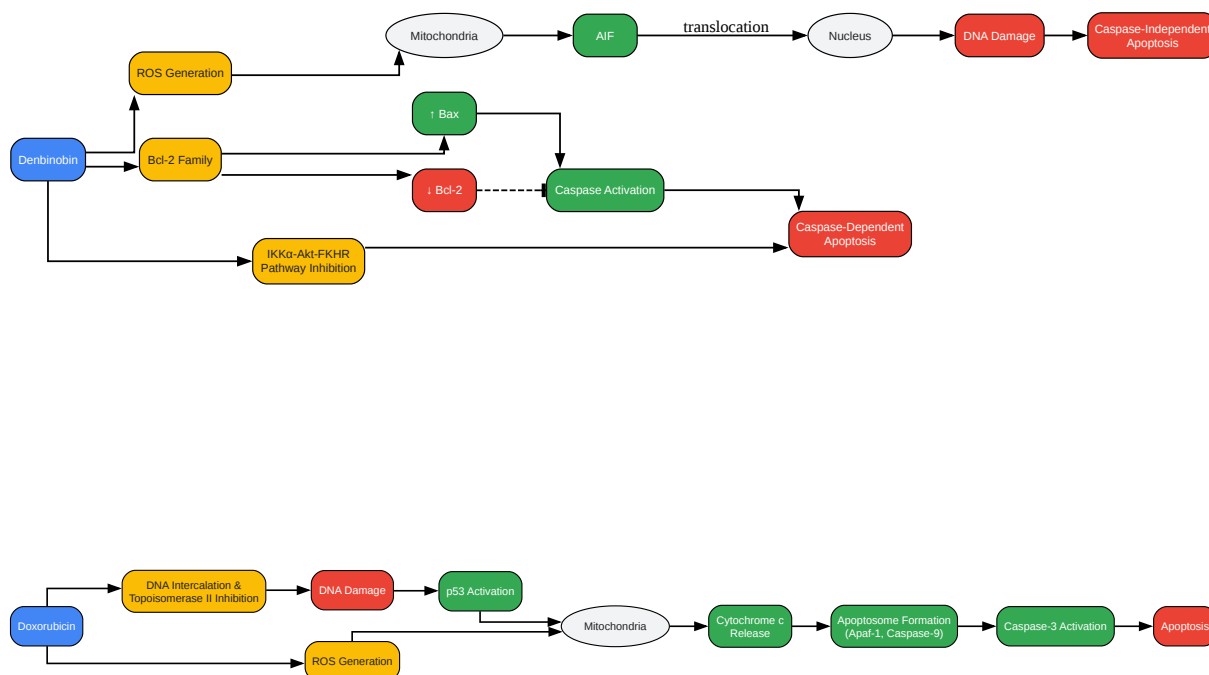 Mitochondria
AIF
translocation
Nucleus
DNA Damage
Caspase-Independent
Apoptosis
ROS Generation
↑ Bax
Denbinobin
Bcl-2 Family
↓ Bcl-2
Caspase Activation
Caspase-Dependent
Apoptosis
IKKα-Akt-FKHR
Pathway Inhibition
DNA Intercalation &
Topoisomerase II Inhibition
DNA Damage
p53 Activation
Doxorubicin
Mitochondria
Cytochrome c
Release
Apoptosome Formation
(Apaf-1, Caspase-9)
Caspase-3 Activation
Apoptosis
ROS Generation